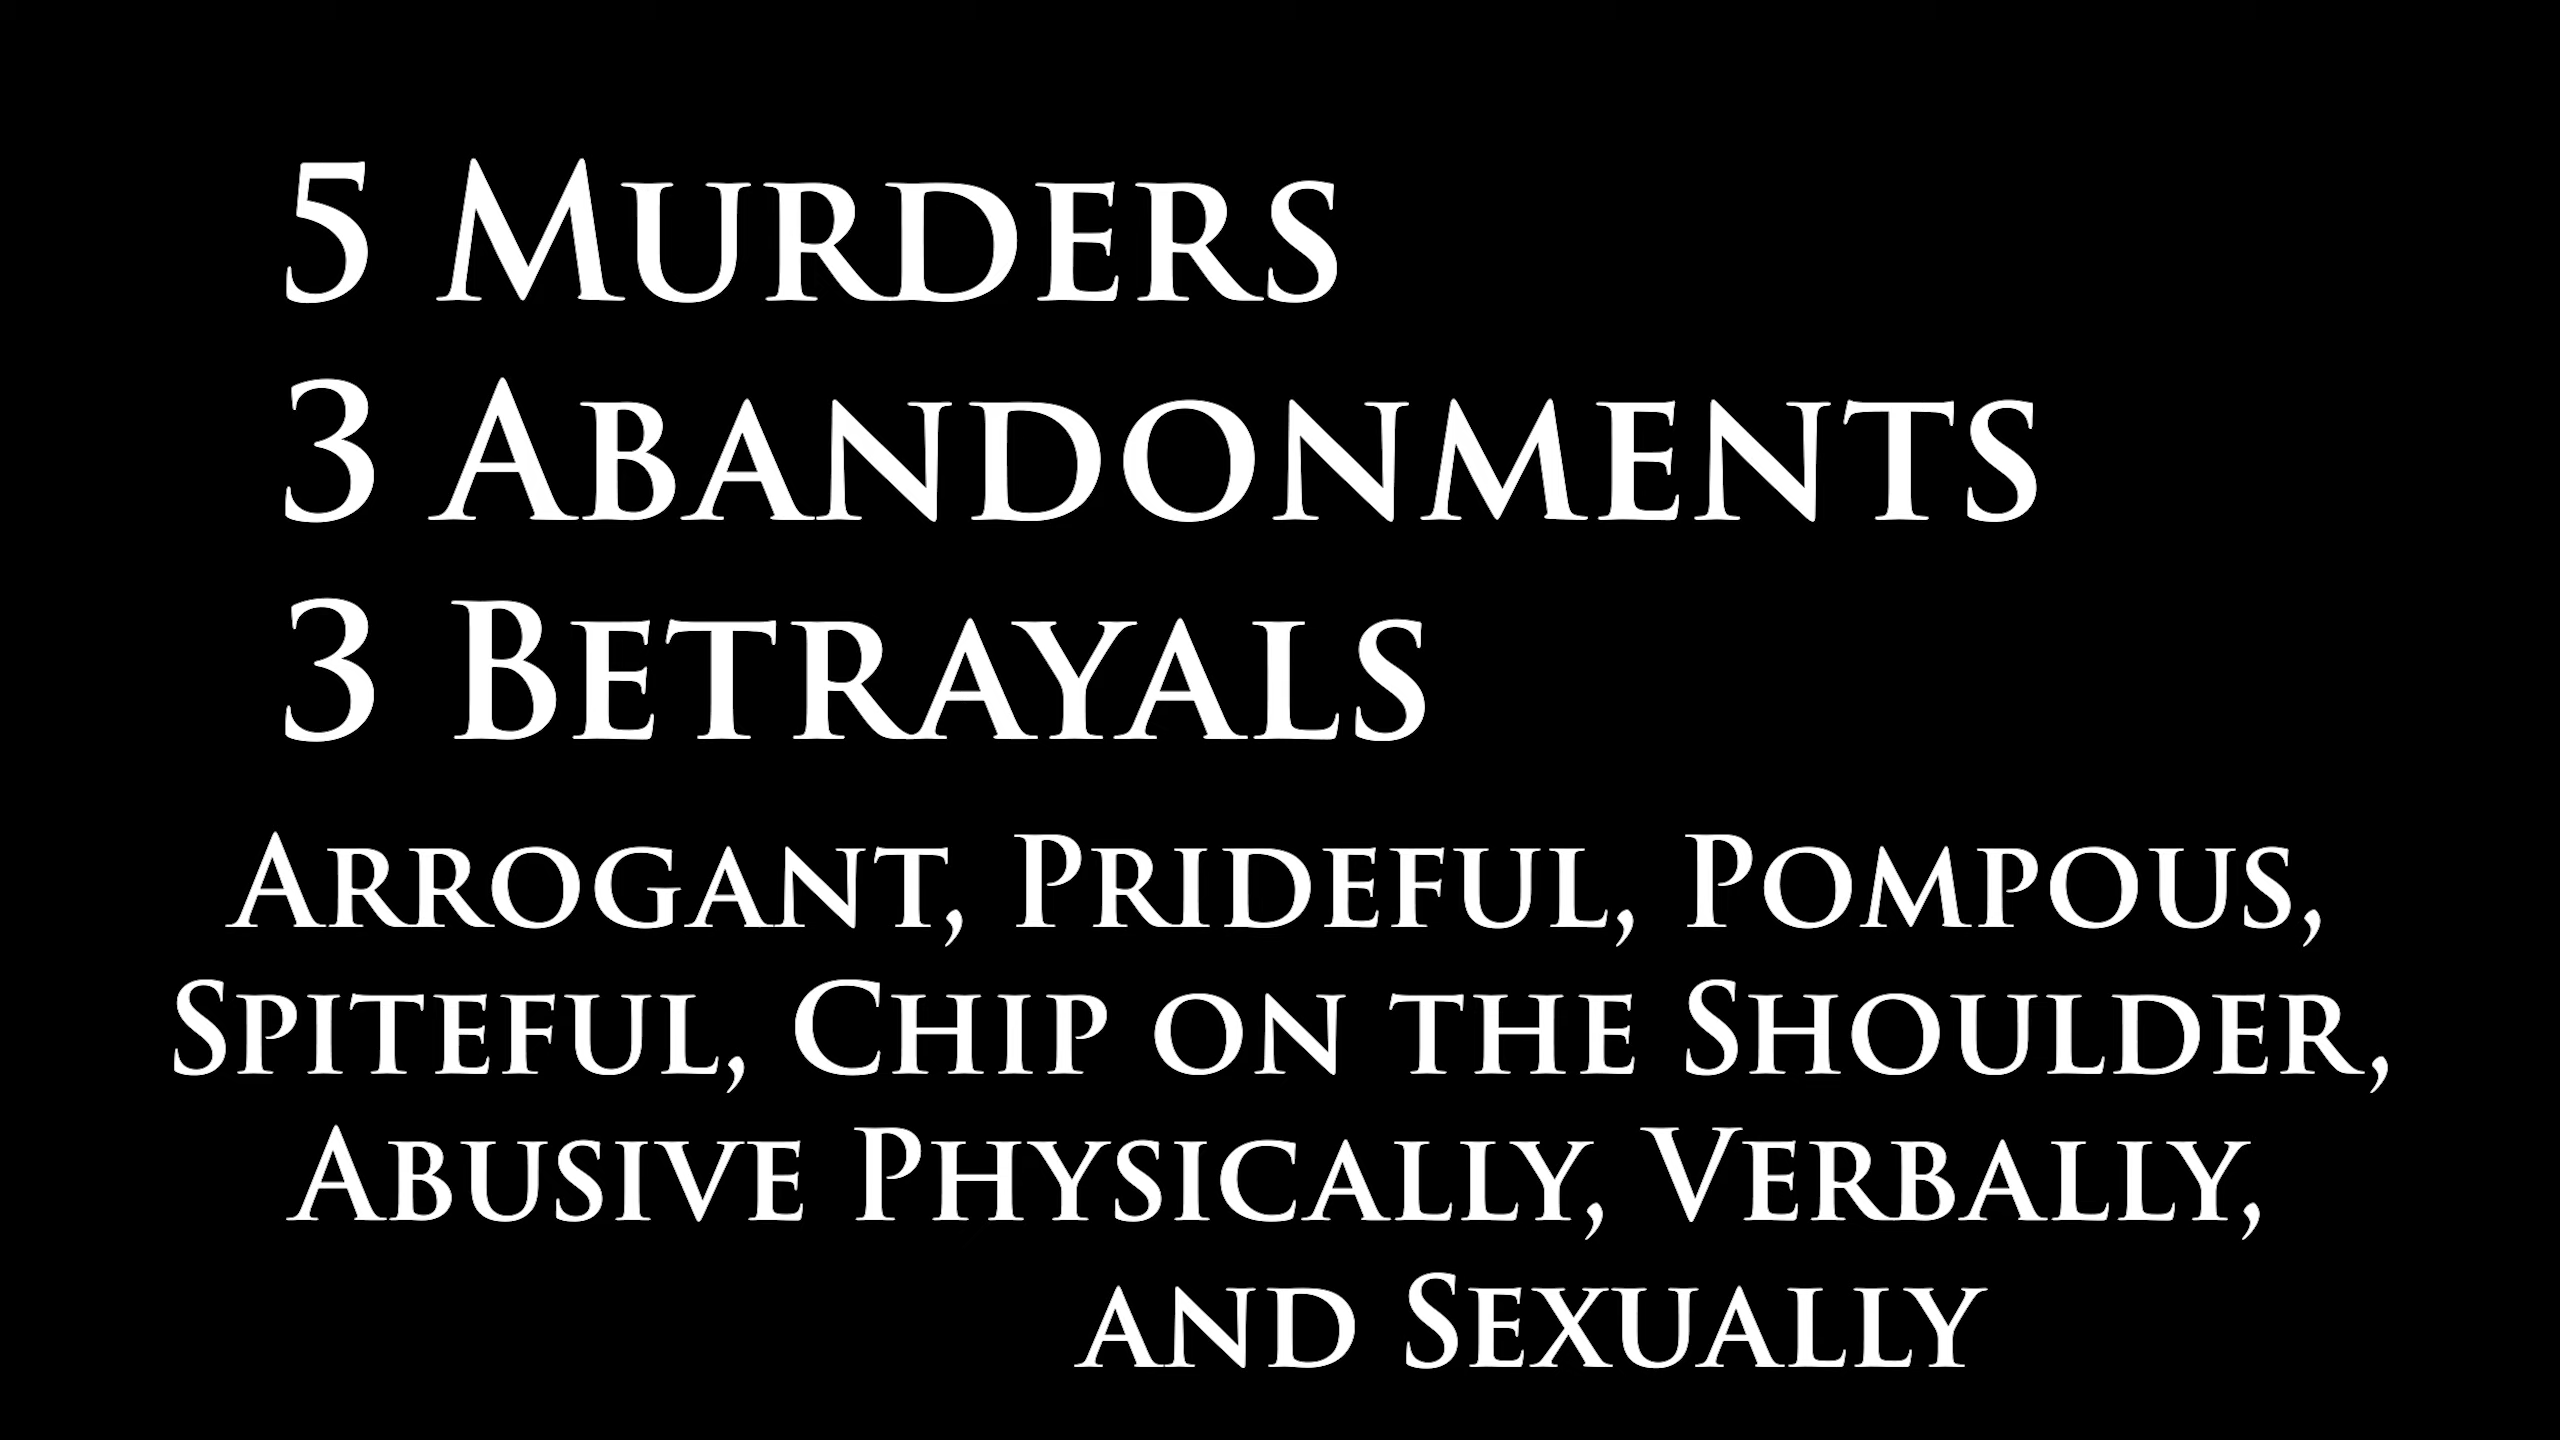 5 Murders
3 Abandonments
3 Betrayals
Arrogant, Prideful, Pompous,
Spiteful, Chip on the Shoulder,
Abusive Physically, Verbally,
and Sexually